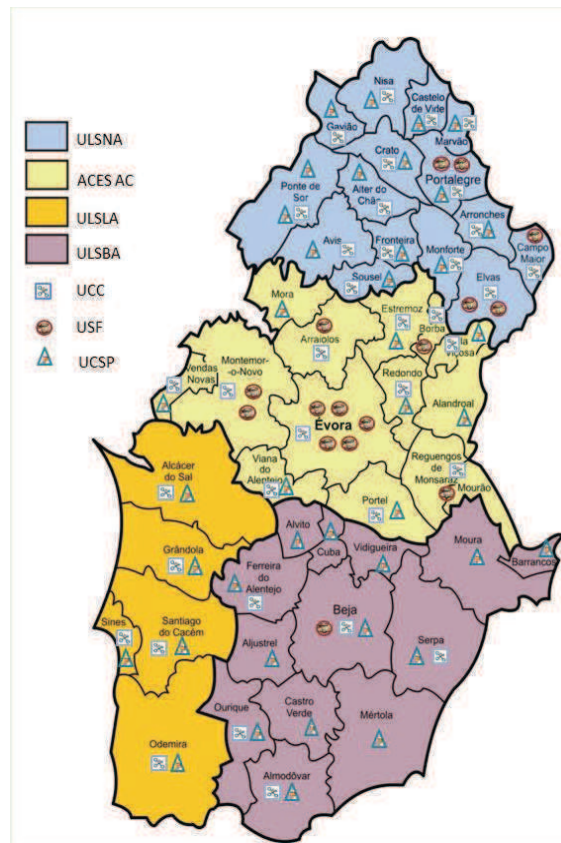 ULSNA
ACES AC
ULSLA
ULSBA
UCC
USF
UCSP
Nisa
Castelo
de Vide
Gavião
Marvão
Crato
Portalegre
Ponte de
Sor
Alter do
Chão
Arronches
Avis
Fronteira
Monforte
Campo
Maior
Sousel
Elvas
Mora
Estremoz
Borba
Arraiolos
Viçosa
Vendas
Novas
Montemor-
-o-Novo
Redondo
Évora
Alandroal
Viana do
Alentejo
Reguengos
de
Monsaraz
Mourão
Portel
Alcácer
do Sal
Alvito
Cuba
Vidigueira
Moura
Barrancos
Grândola
Ferreira
do
Alentejo
Beja
Sines
Santiago
do Cacém
Aljustrel
Serpa
Ourique
Castro
Verde
Mértola
Odemira
Almodôvar